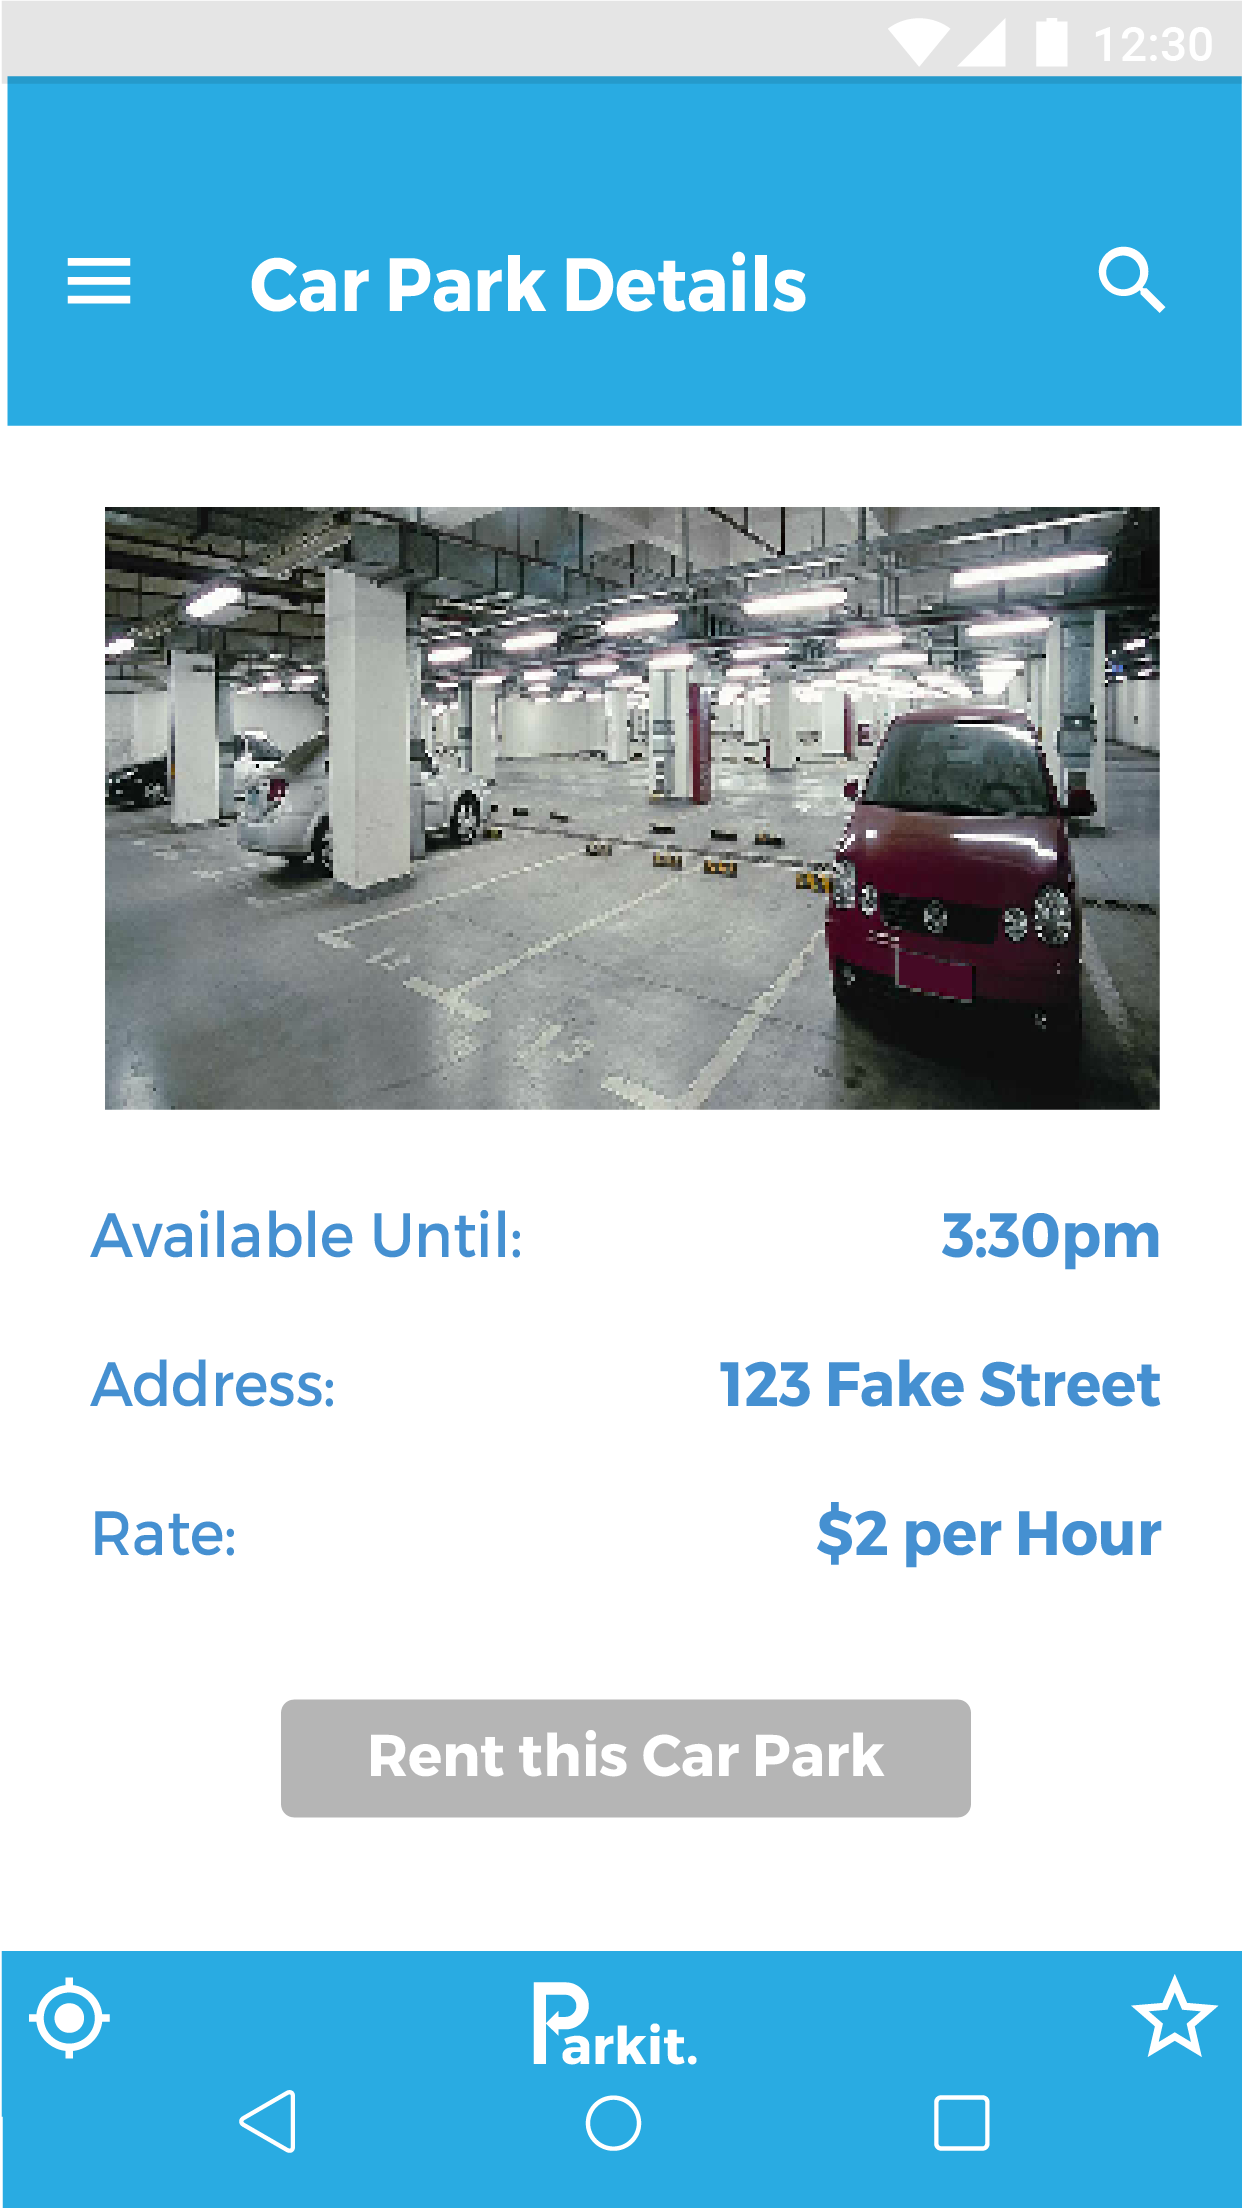 12:30
Car Park Details
Available Until: 3:30pm
Address: 123 Fake Street
Rate: $2 per Hour
Rent this Car Park
Parkit.